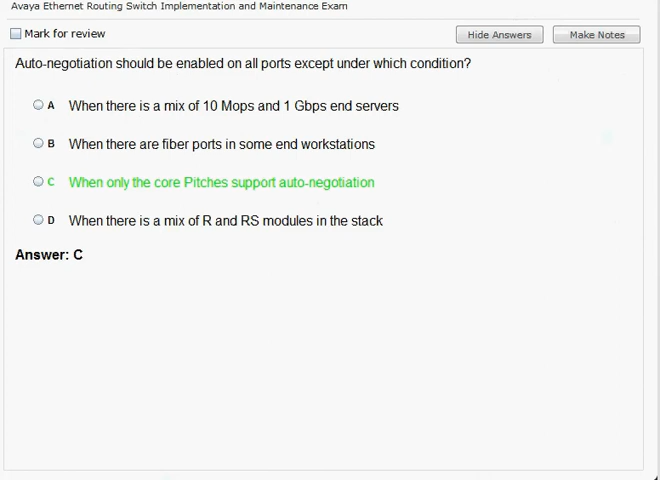 Avaya Ethernet Routing Switch Implementation and Maintenance Exam
Mark for review
Hide Answers
Make Notes
Auto-negotiation should be enabled on all ports except under which condition?
A When there is a mix of 10 Mops and 1 Gbps end servers
B When there are fiber ports in some end workstations
C When only the core Pitches support auto-negotiation
D When there is a mix of R and RS modules in the stack
Answer: C